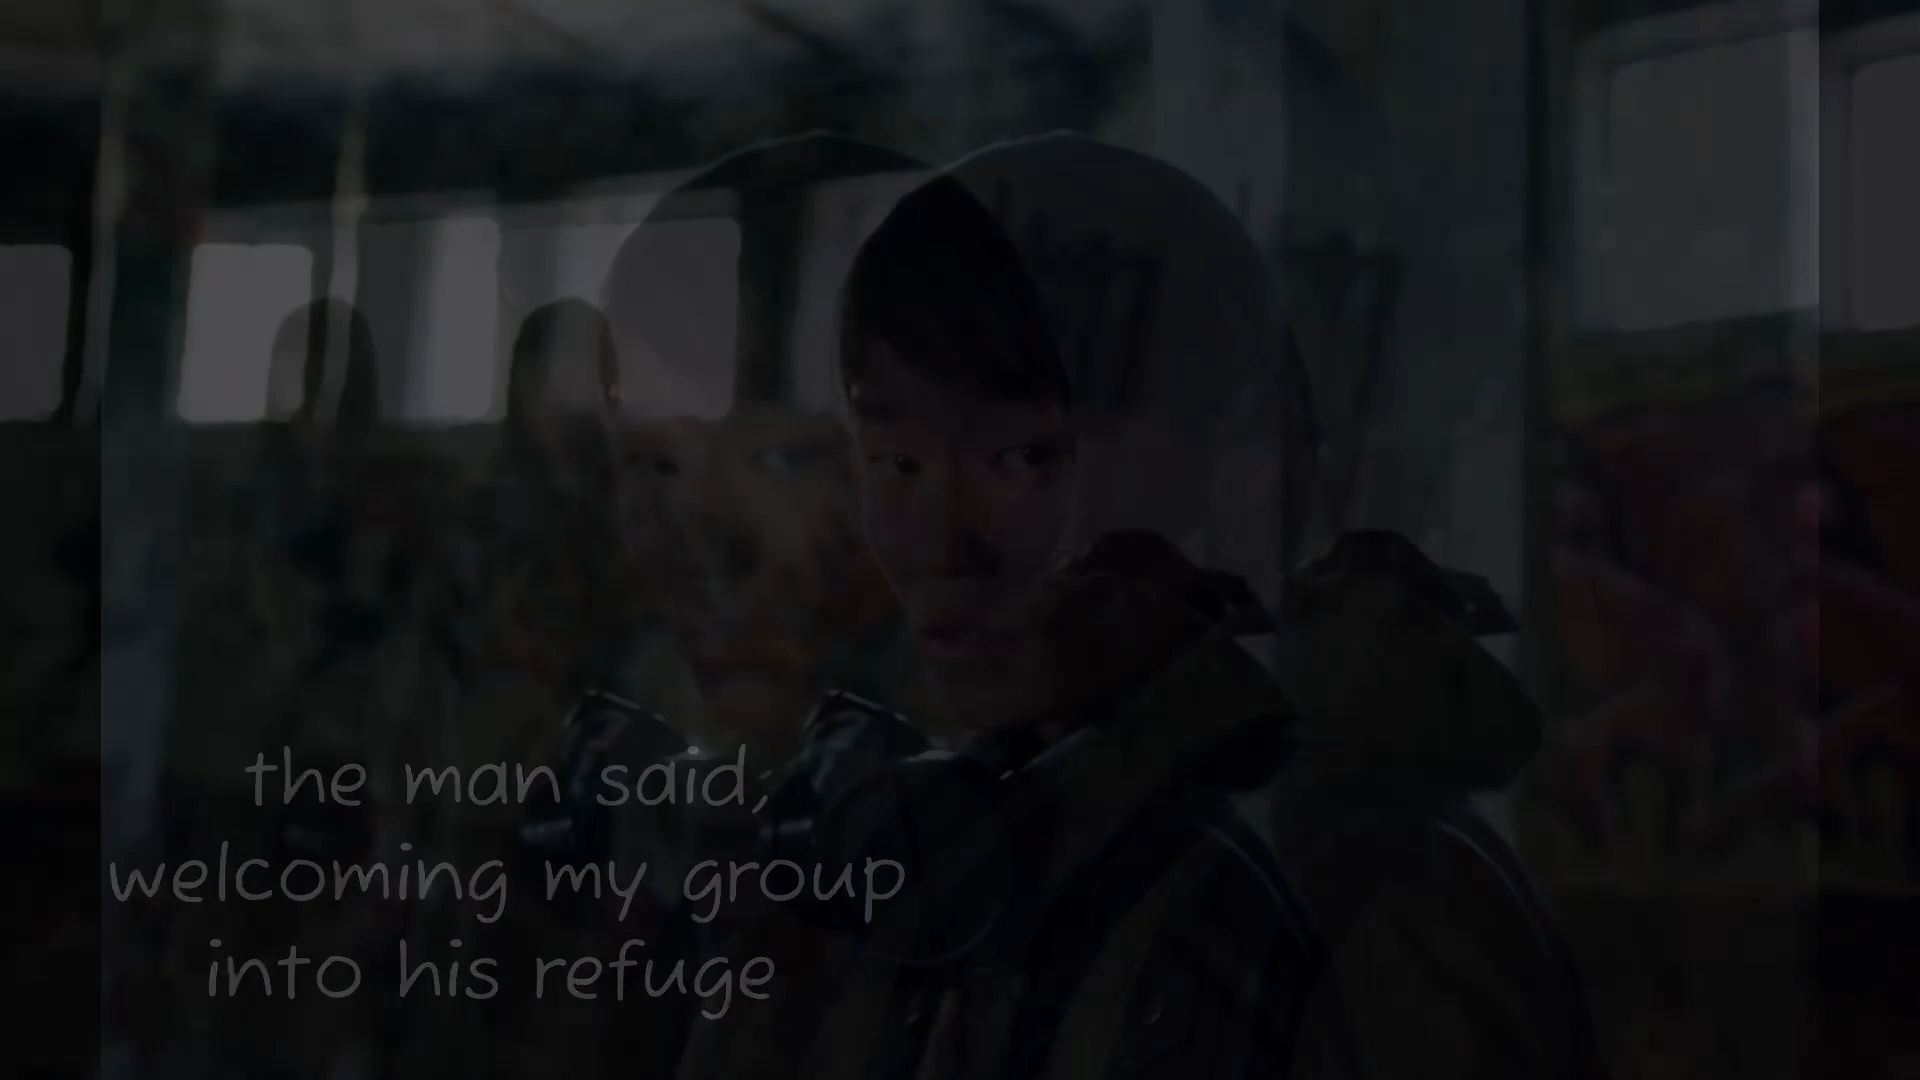 the man said,
welcoming my group
into his refuge